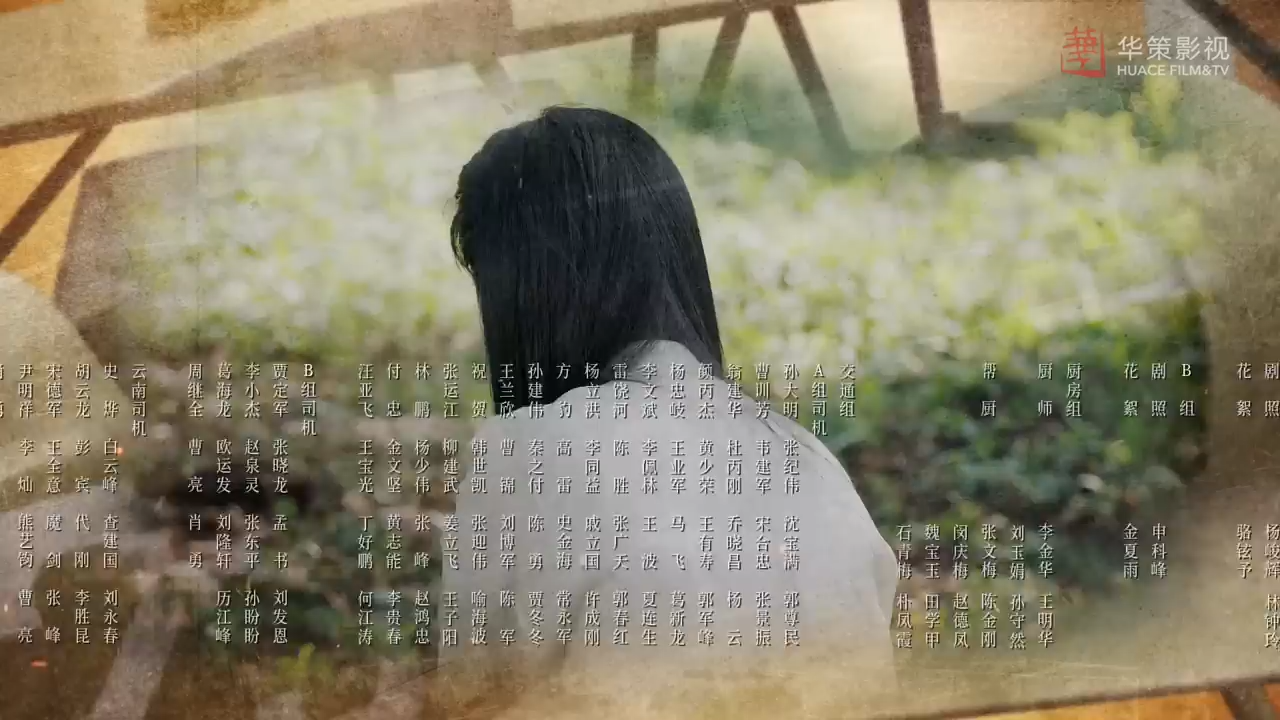 华策影视
HUACE FILM&TV
剧照 杨峻辉
花絮 骆铉予
B组
剧照 申科峰
花絮 金夏雨
厨房组
厨师 李金华 王明华
刘玉娟 孙守然
帮厨 张文梅 陈金刚
闵庆梅 赵德凤
魏宝玉 田学甲
石青梅 朴凤霞
交通组
A组司机
孙大明 张纪伟 沈宝满 郭尊民
曹圳芳 韦建军 宋合忠 张景振
翁建华 杜丙刚 乔晓昌 杨云
颜丙杰 黄少荣 王有寿 郭军峰
杨忠岐 王业军 马飞 葛新龙
李文斌 李佩林 王波 夏连生
雷饶河 陈胜 张广天 郭春红
杨立洪 李同益 戚立国 许成刚
方豹 高雷 史金海 常永军
孙建伟 秦之付 陈勇 贾冬冬
王兰欣 曹锦 刘博军 陈军
祝贺 韩世凯 张迎伟 喻海波
张运江 柳建武 姜立飞 王子阳
林鹏 杨少伟 张峰 赵鸿忠
付忠 金文坚 黄志能 李贵春
汪亚飞 王宝光 丁好鹏 何江涛
B组司机
贾定军 张晓龙 孟书 刘发恩
李小杰 赵泉灵 张东平 孙盼盼
葛海龙 欧运发 刘隆轩 历江峰
周继全 曹亮 肖勇
云南司机
史烨 白云峰 查建国 刘永春
胡云龙 彭宾 代刚 李胜昆
宋德军 王全意 魔剑 张峰
尹明祥 李灿 熊艺钧 曹亮